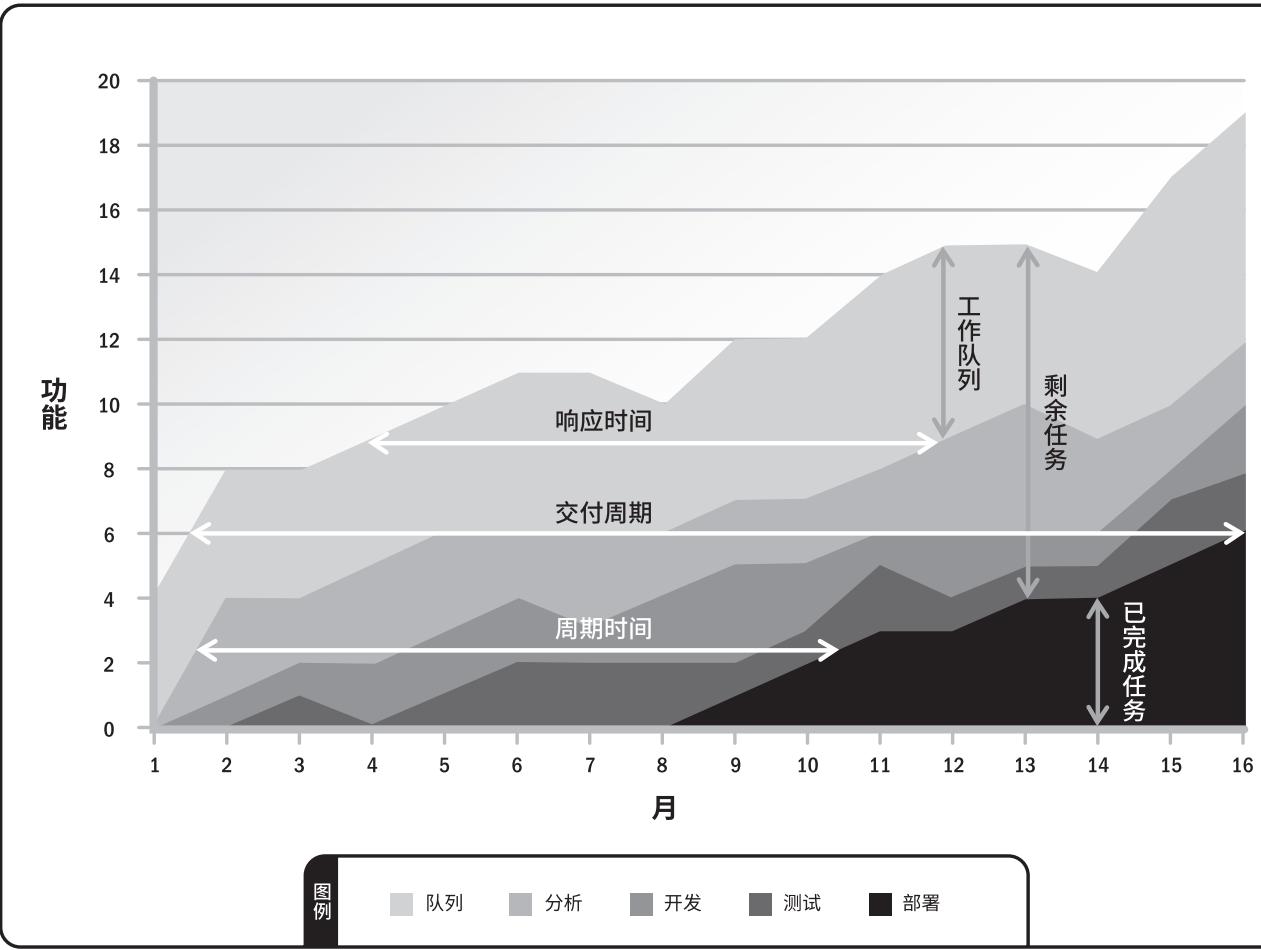 20
18
16
14
12
10
8
6
4
2
0
功能
响应时间
交付周期
周期时间
工作队列
剩余任务
已完成任务
1 2 3 4 5 6 7 8 9 10 11 12 13 14 15 16
月
图例
队列 分析 开发 测试 部署